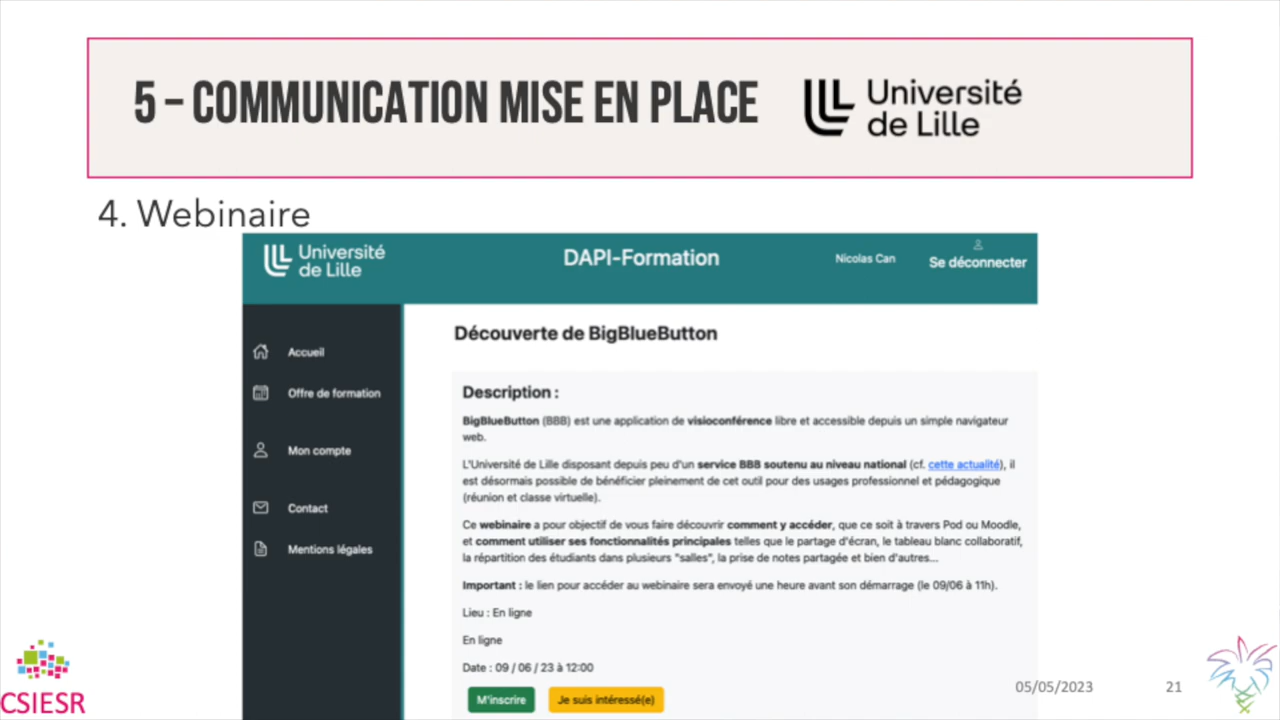 5 – COMMUNICATION MISE EN PLACE
Université
de Lille
4. Webinaire
Université
de Lille
DAPI-Formation
Nicolas Can
Se déconnecter
Accueil
Offre de formation
Mon compte
Contact
Mentions légales
Découverte de BigBlueButton
Description :
BigBlueButton (BBB) est une application de visioconférence libre et accessible depuis un simple navigateur
web.
L'Université de Lille disposant depuis peu d'un service BBB soutenu au niveau national (cf. cette actualité), il
est désormais possible de bénéficier pleinement de cet outil pour des usages professionnel et pédagogique
(réunion et classe virtuelle).
Ce webinaire a pour objectif de vous faire découvrir comment y accéder, que ce soit à travers Pod ou Moodle,
et comment utiliser ses fonctionnalités principales telles que le partage d'écran, le tableau blanc collaboratif,
la répartition des étudiants dans plusieurs "salles", la prise de notes partagée et bien d'autres...
Important : le lien pour accéder au webinaire sera envoyé une heure avant son démarrage (le 09/06 à 11h).
Lieu : En ligne
En ligne
Date : 09 / 06 / 23 à 12:00
M'inscrire
Je suis intéressé(e)
CSIESR
05/05/2023
21